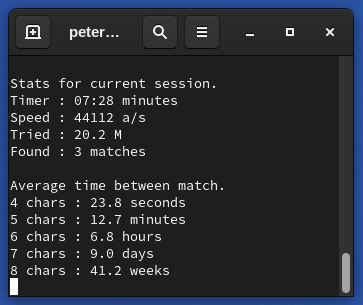 peter...
Stats for current session.
Timer : 07:28 minutes
Speed : 44112 a/s
Tried : 20.2 M
Found : 3 matches
Average time between match.
4 chars : 23.8 seconds
5 chars : 12.7 minutes
6 chars : 6.8 hours
7 chars : 9.0 days
8 chars : 41.2 weeks